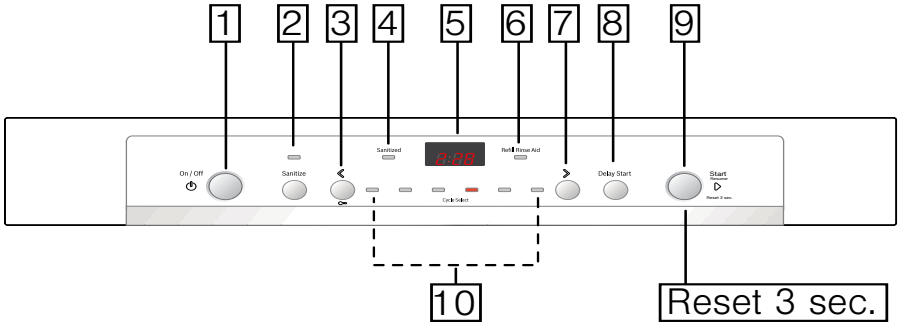 1 2 3 4 5 6 7 8 9
Sanitized Refill Rinse Aid
On / Off Sanitize Delay Start Start
Resume
Reset 3 sec.
Cycle Select
10 Reset 3 sec.